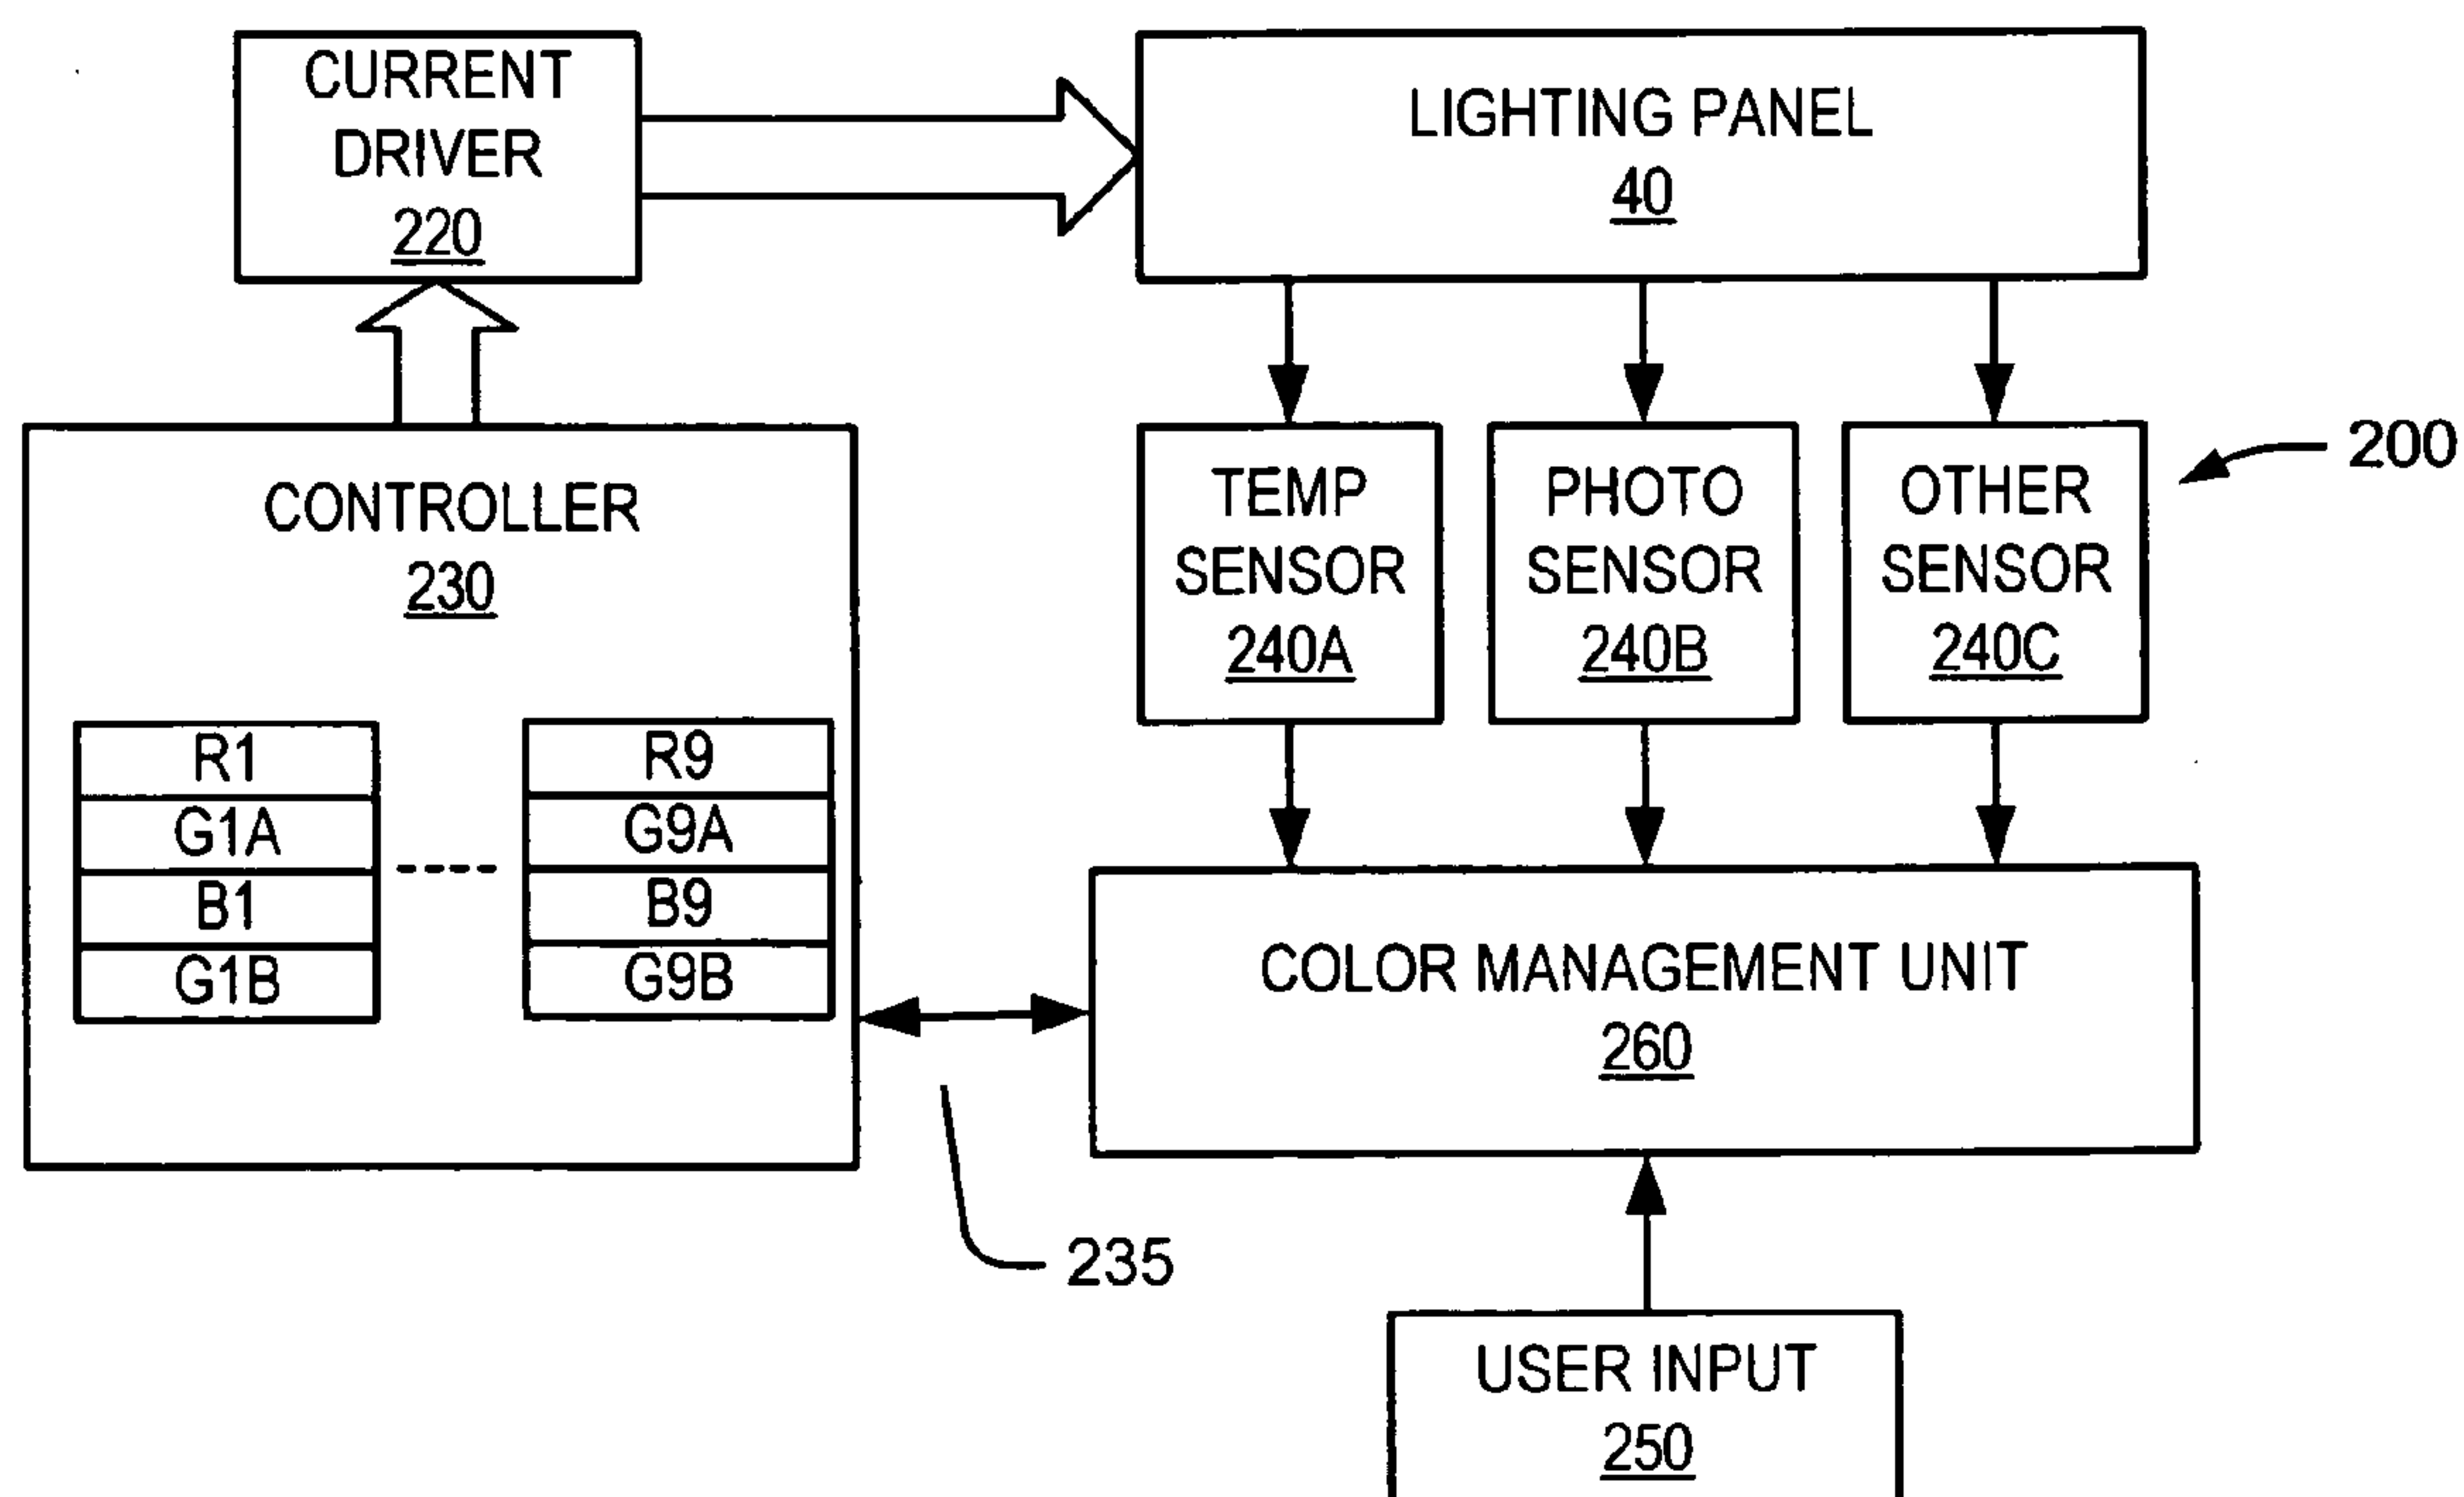 CURRENT
DRIVER
220
LIGHTING PANEL
40
CONTROLLER
230
R1
G1A
B1
G1B
R9
G9A
B9
G9B
TEMP
SENSOR
240A
PHOTO
SENSOR
240B
OTHER
SENSOR
240C
200
COLOR MANAGEMENT UNIT
260
235
USER INPUT
250